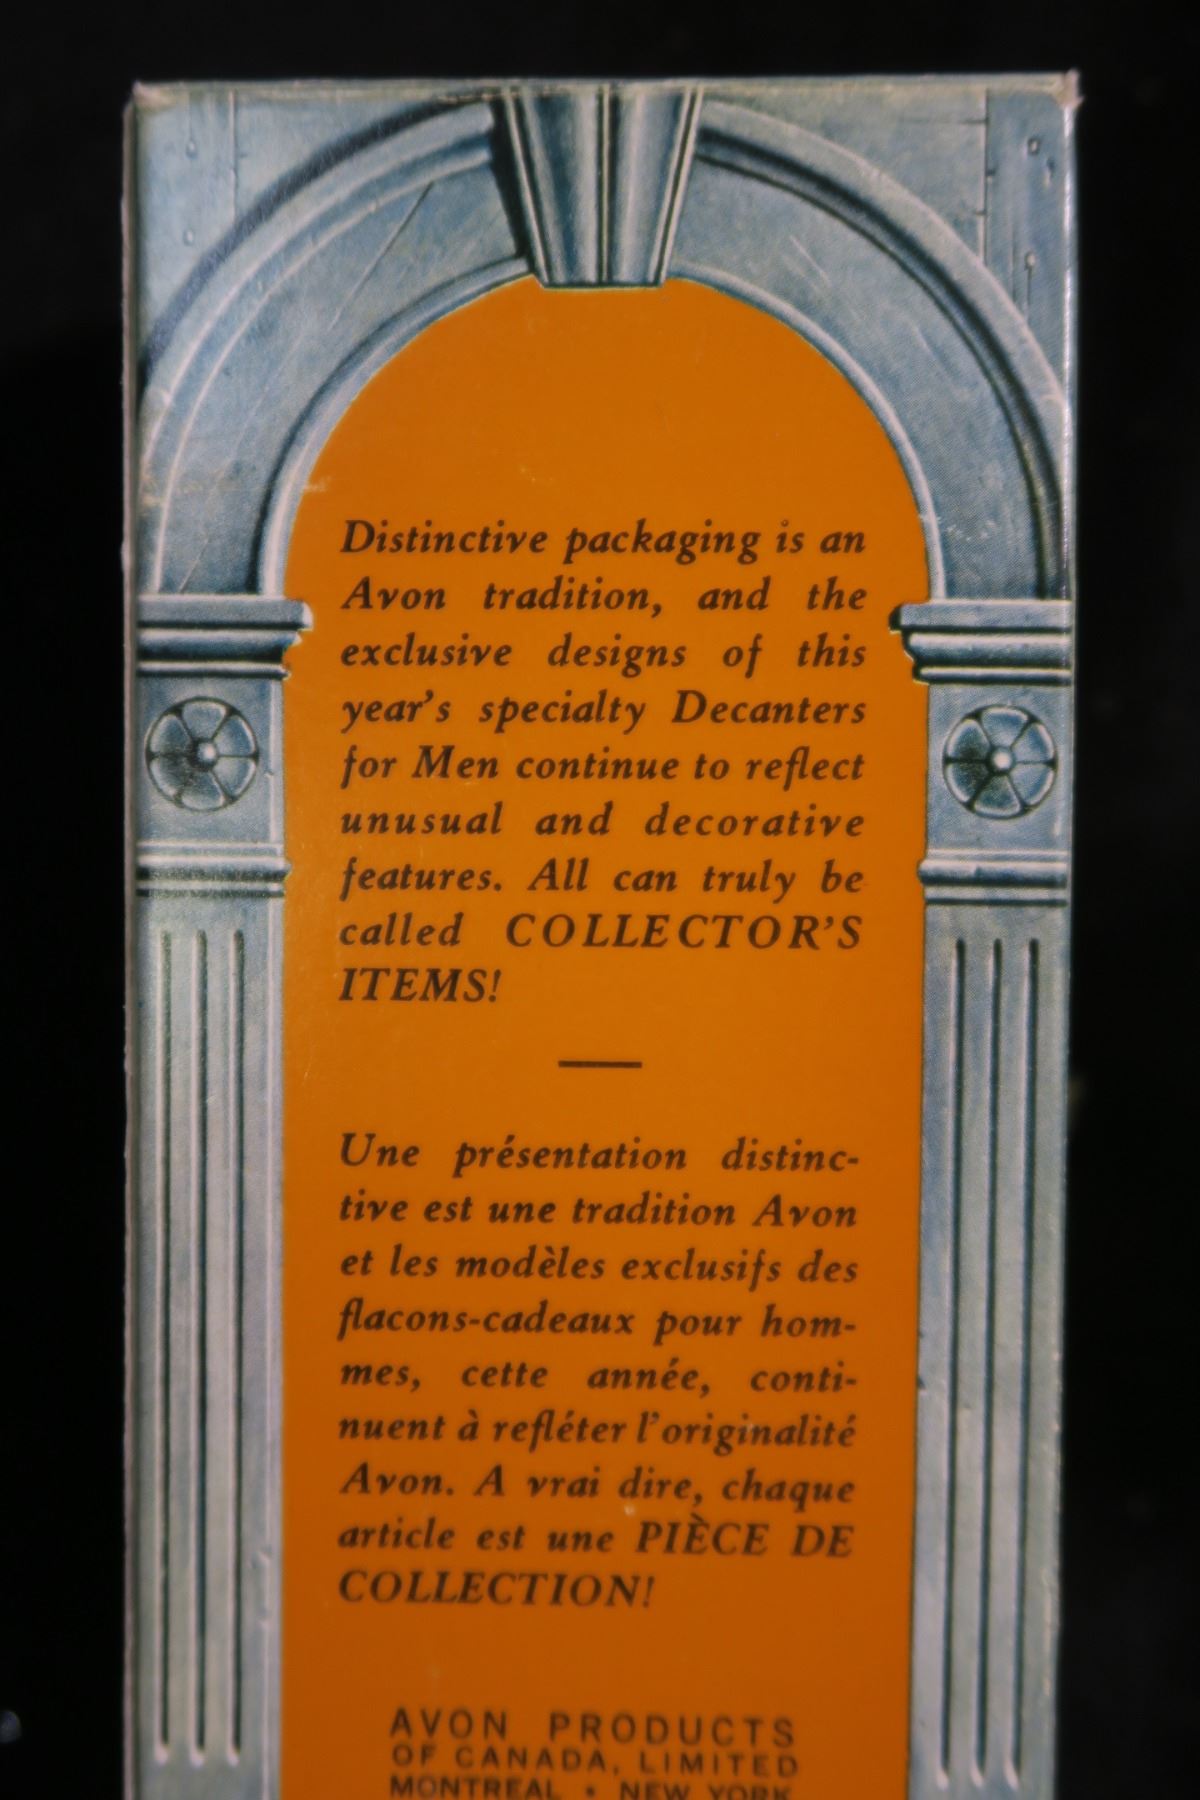 Distinctive packaging is an
Avon tradition, and the
exclusive designs of this
year's specialty Decanters
for Men continue to reflect
unusual and decorative
features. All can truly be
called COLLECTOR'S
ITEMS!
Une présentation distinc-
tive est une tradition Avon
et les modèles exclusifs des
flacons-cadeaux pour hom-
mes, cette année, conti-
nuent à refléter l'originalité
Avon. A vrai dire, chaque
article est une PIÈCE DE
COLLECTION!
AVON PRODUCTS
OF CANADA, LIMITED
MONTREAL • NEW YORK